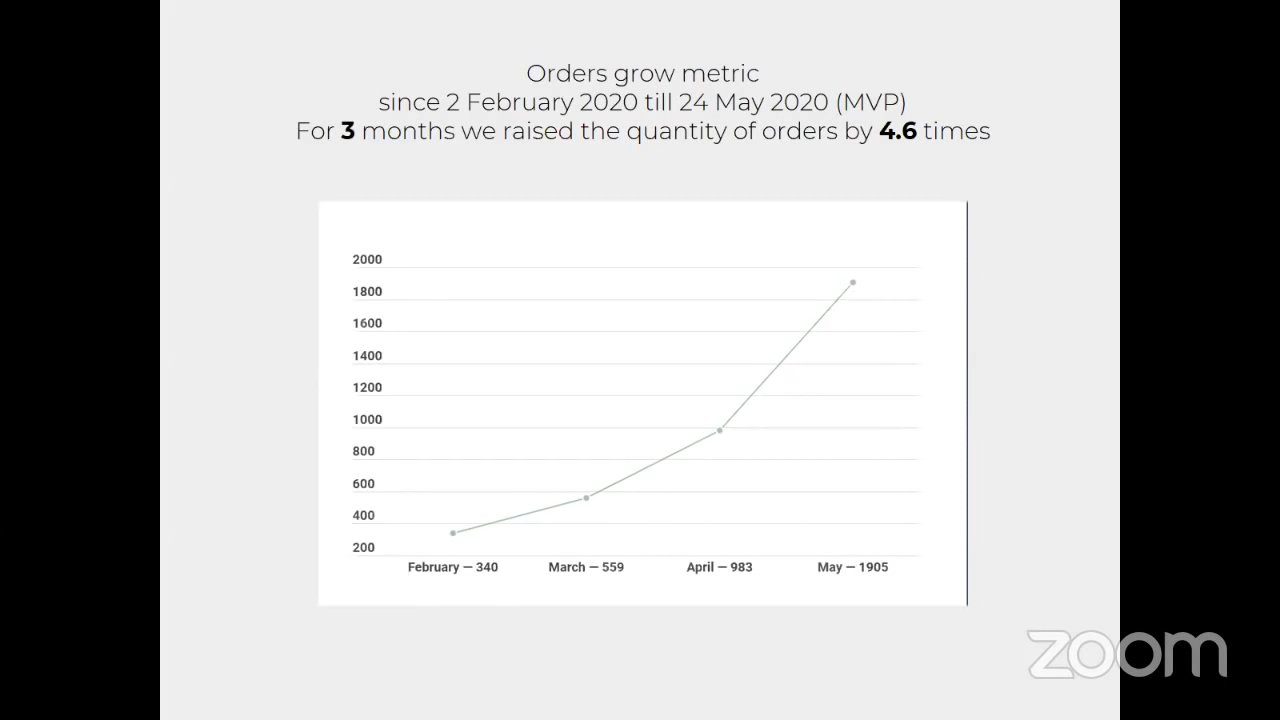 Orders grow metric
since 2 February 2020 till 24 May 2020 (MVP)
For 3 months we raised the quantity of orders by 4.6 times
2000
1800
1600
1400
1200
1000
800
600
400
200
February — 340 March — 559 April — 983 May — 1905
zoom